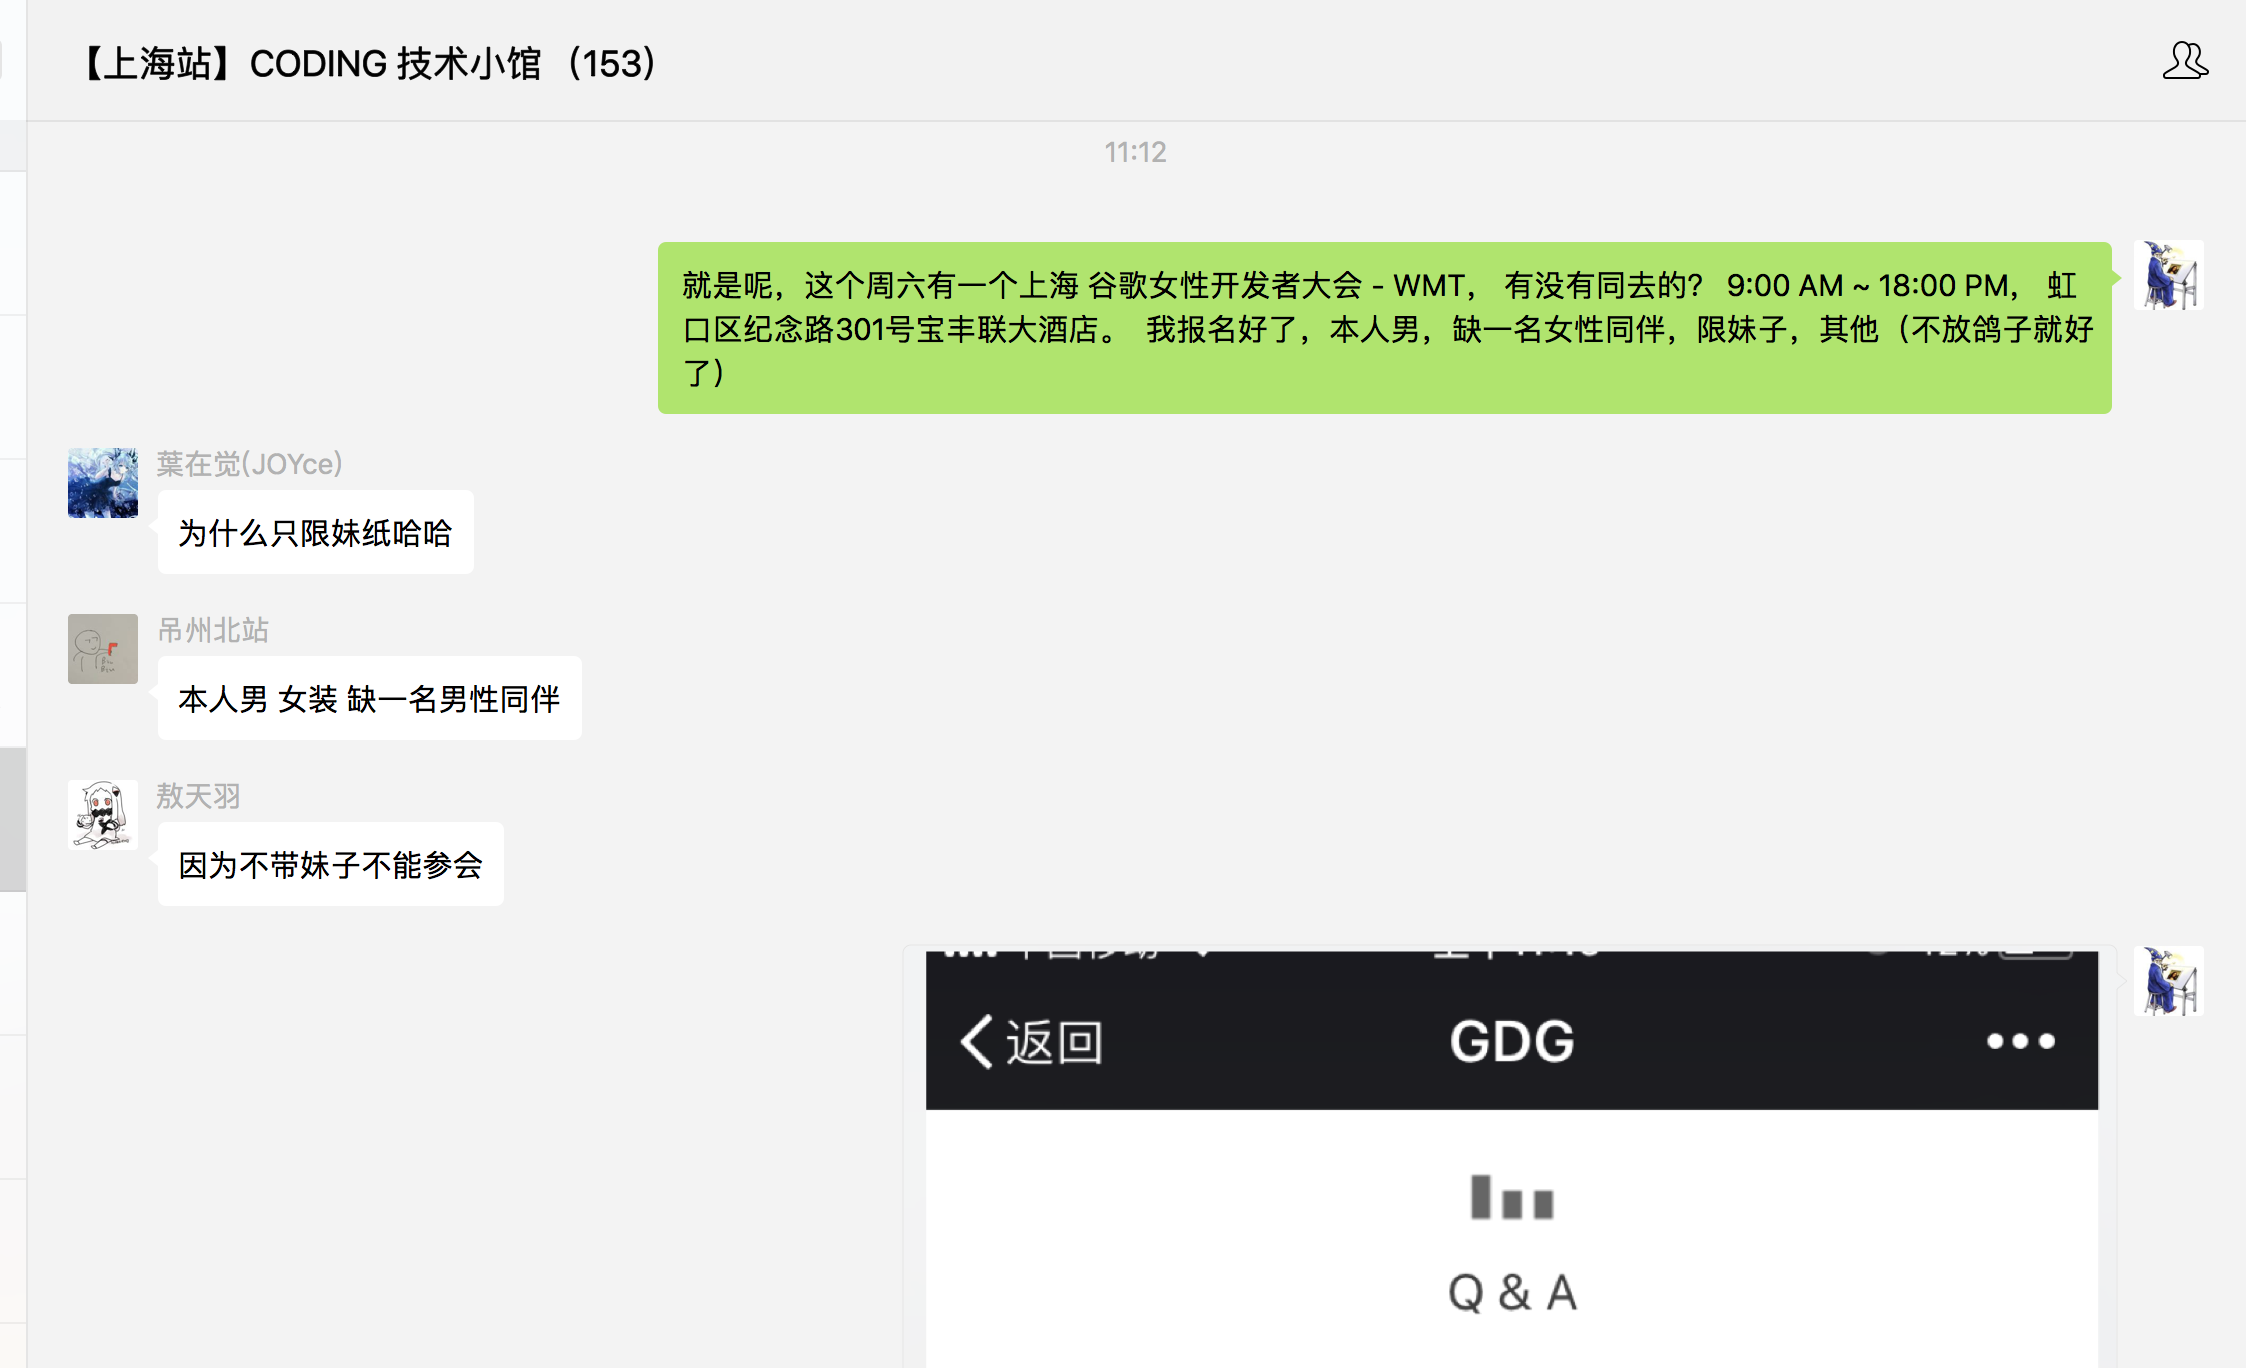 【上海站】CODING 技术小馆（153）
11:12
就是呢，这个周六有一个上海 谷歌女性开发者大会 - WMT， 有没有同去的？ 9:00 AM ~ 18:00 PM， 虹
口区纪念路301号宝丰联大酒店。 我报名好了，本人男，缺一名女性同伴，限妹子，其他（不放鸽子就好
了）
葉在觉(JOYce)
为什么只限妹纸哈哈
吊州北站
本人男 女装 缺一名男性同伴
敖天羽
因为不带妹子不能参会
返回
GDG
Q & A